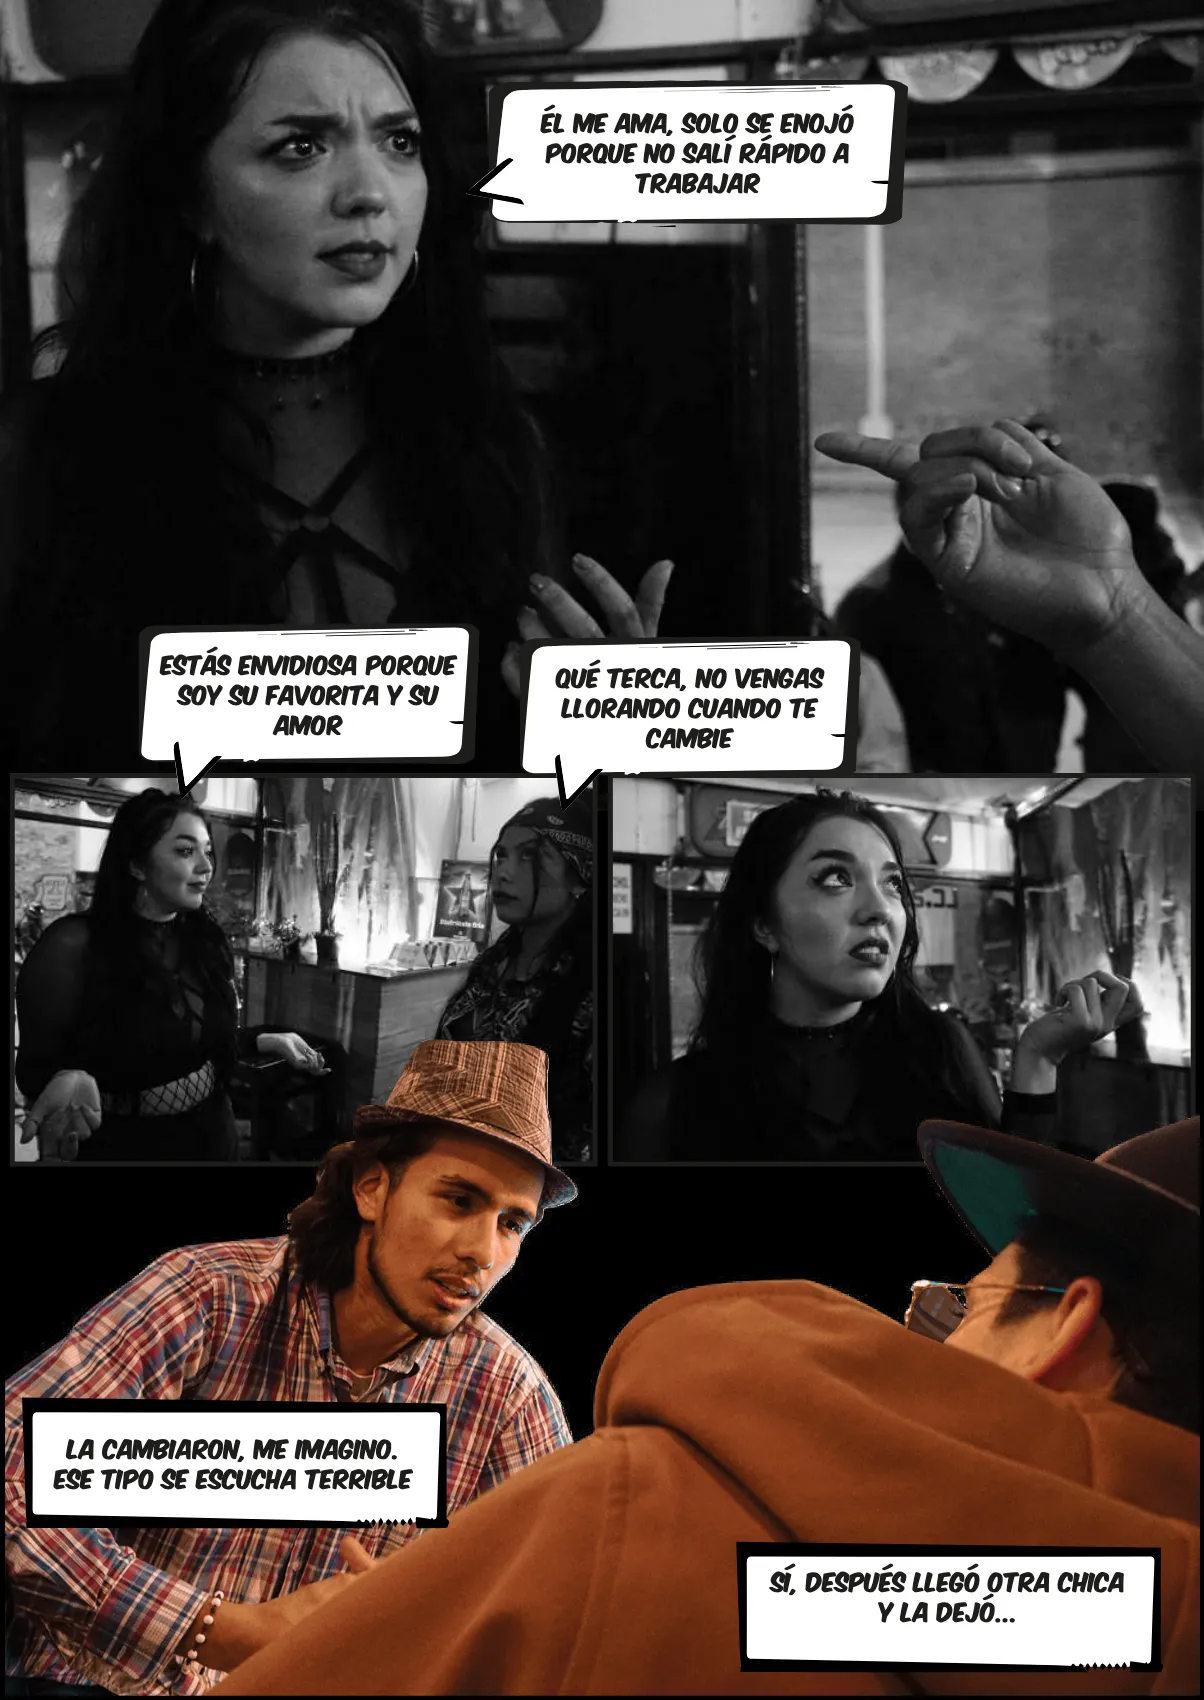 ÉL ME AMA, SOLO SE ENOJÓ
PORQUE NO SALÍ RÁPIDO A
TRABAJAR
ESTÁS ENVIDIOSA PORQUE
SOY SU FAVORITA Y SU
AMOR
QUÉ TERCA, NO VENGAS
LLORANDO CUANDO TE
CAMBIE
LA CAMBIARON, ME IMAGINO.
ESE TIPO SE ESCUCHA TERRIBLE
SÍ, DESPUÉS LLEGÓ OTRA CHICA
Y LA DEJÓ...